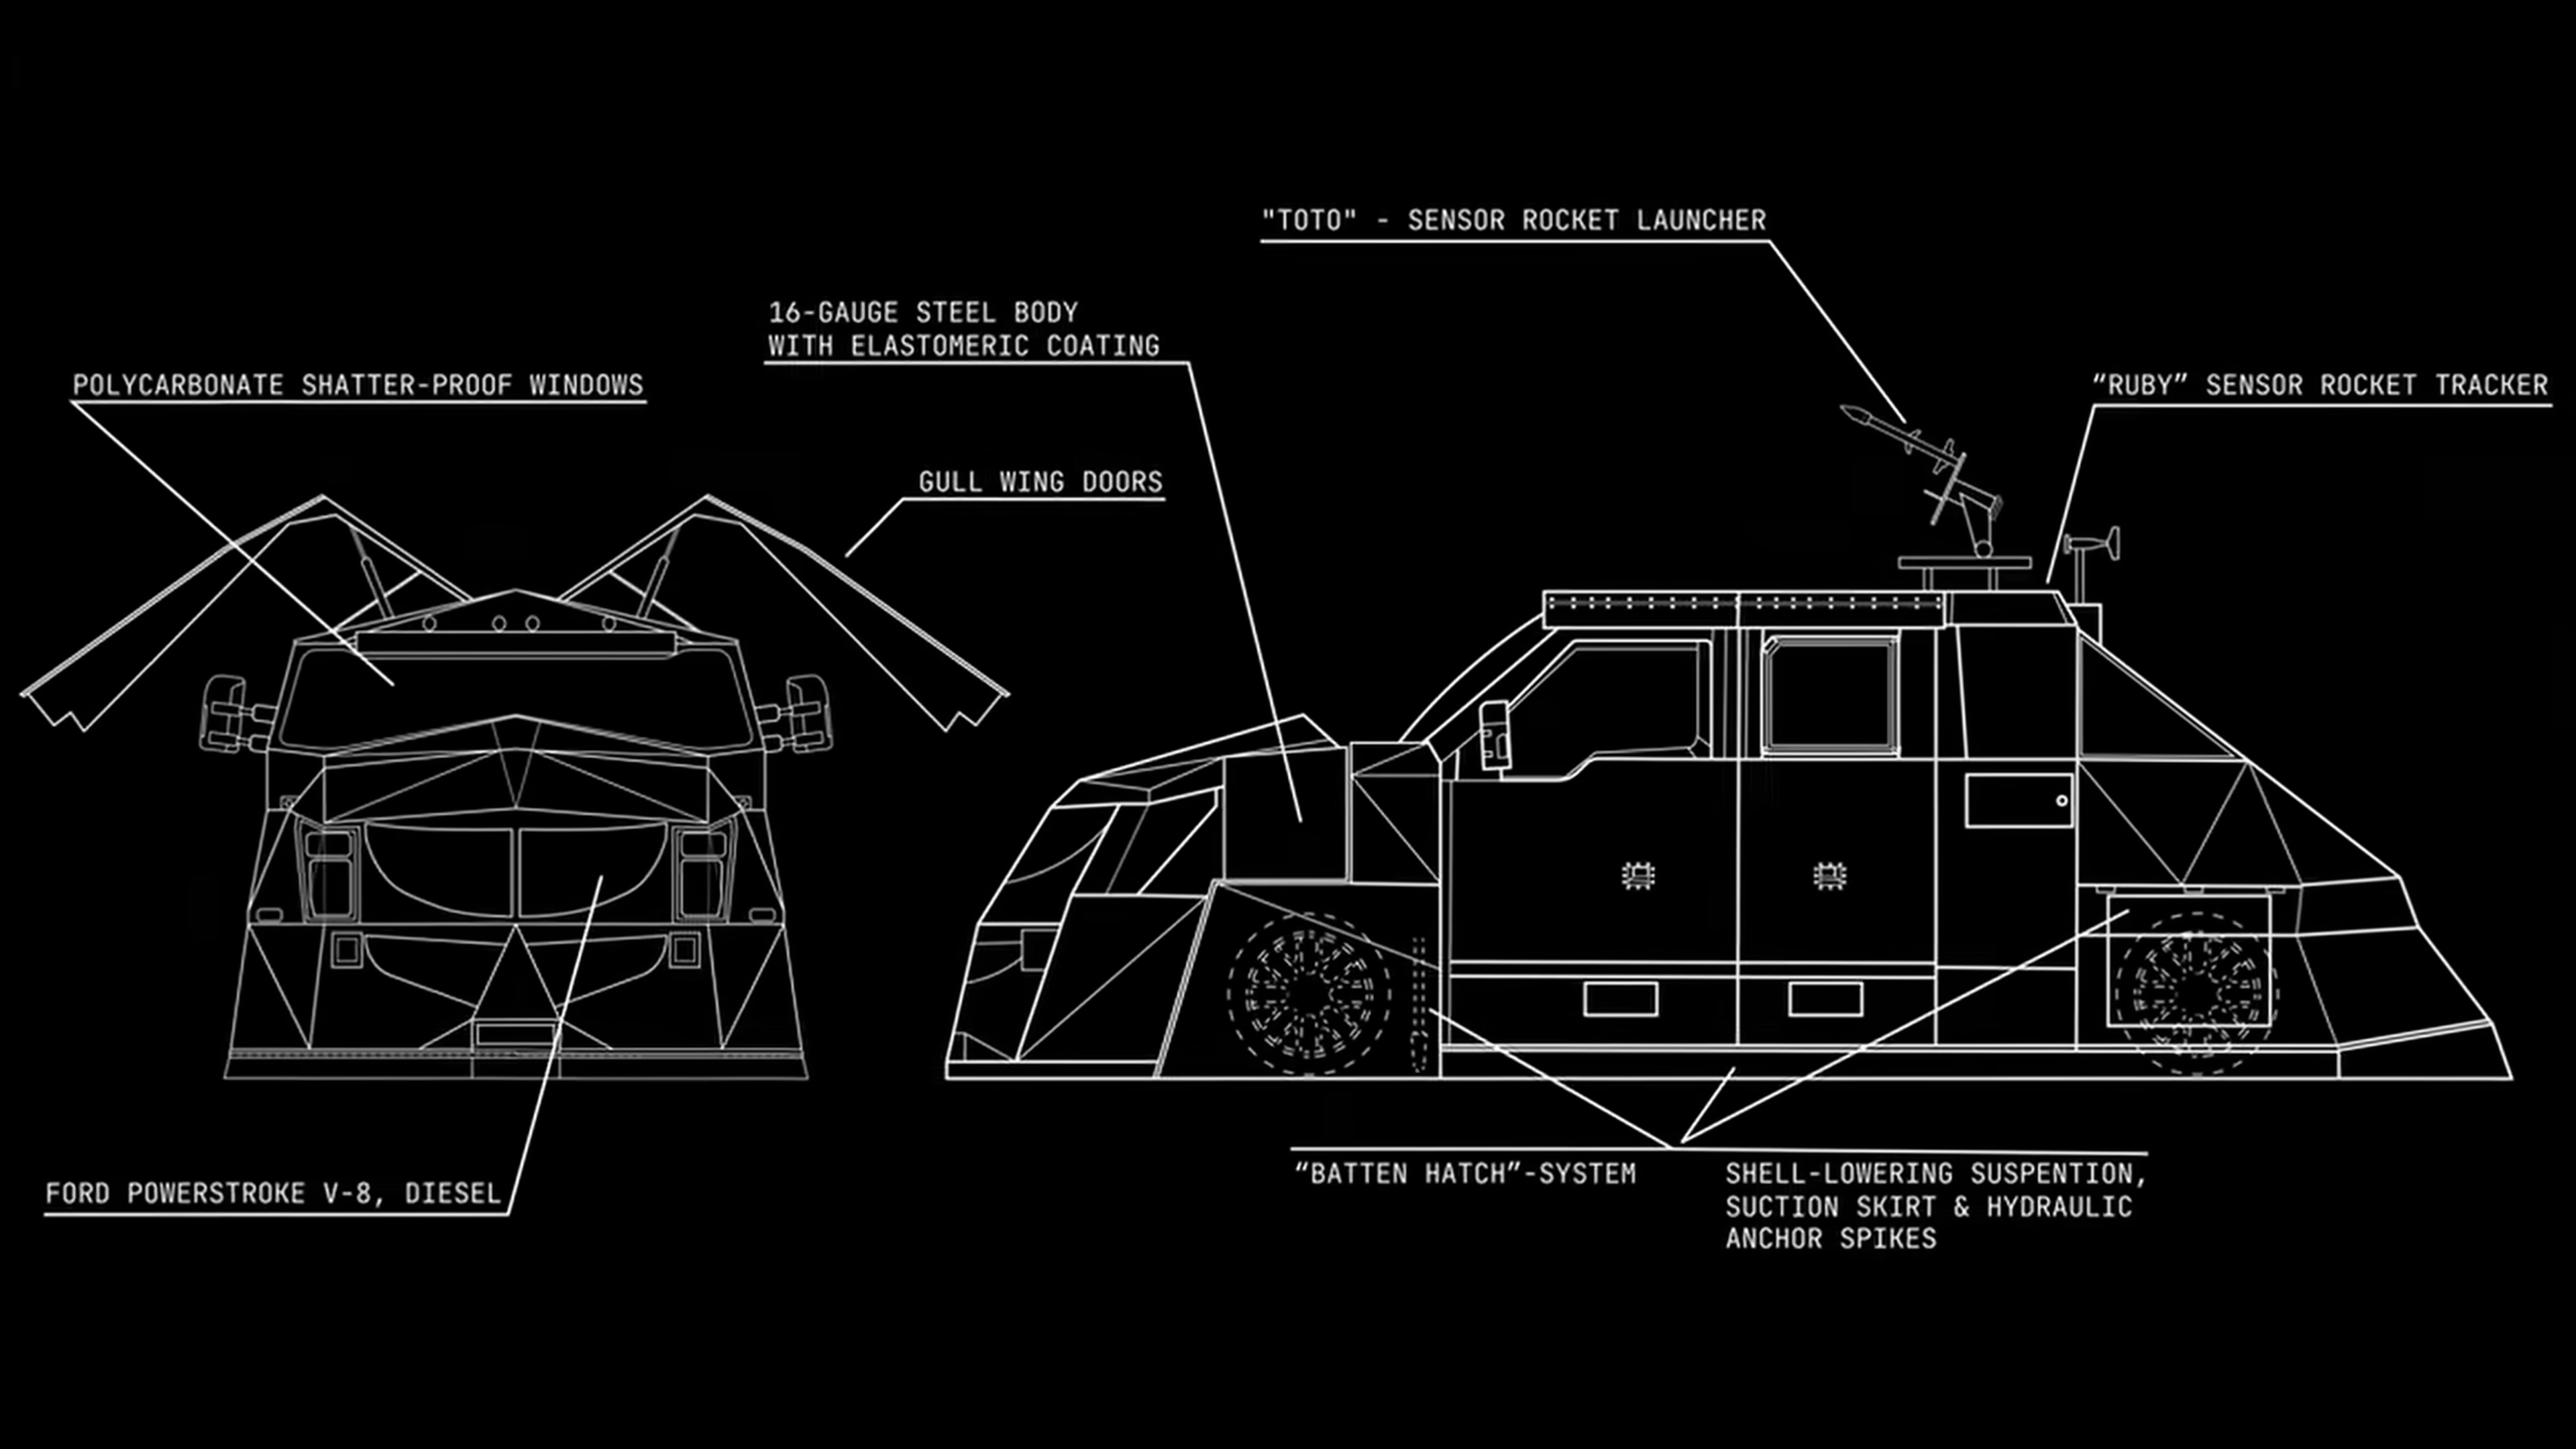 "TOTO" - SENSOR ROCKET LAUNCHER
16-GAUGE STEEL BODY
WITH ELASTOMERIC COATING
POLYCARBONATE SHATTER-PROOF WINDOWS
“RUBY” SENSOR ROCKET TRACKER
GULL WING DOORS
FORD POWERSTROKE V-8, DIESEL
“BATTEN HATCH”-SYSTEM
SHELL-LOWERING SUSPENTION,
SUCTION SKIRT & HYDRAULIC
ANCHOR SPIKES